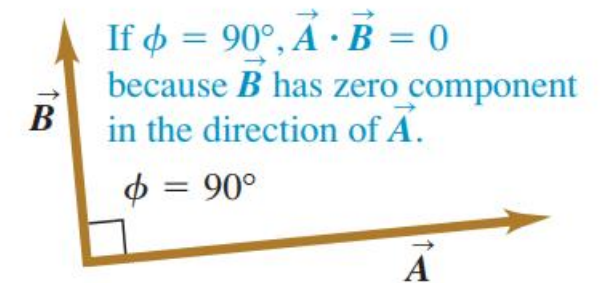 If ϕ = 90°, A⃗ · B⃗ = 0
because B⃗ has zero component
in the direction of A⃗.
B⃗
ϕ = 90°
A⃗